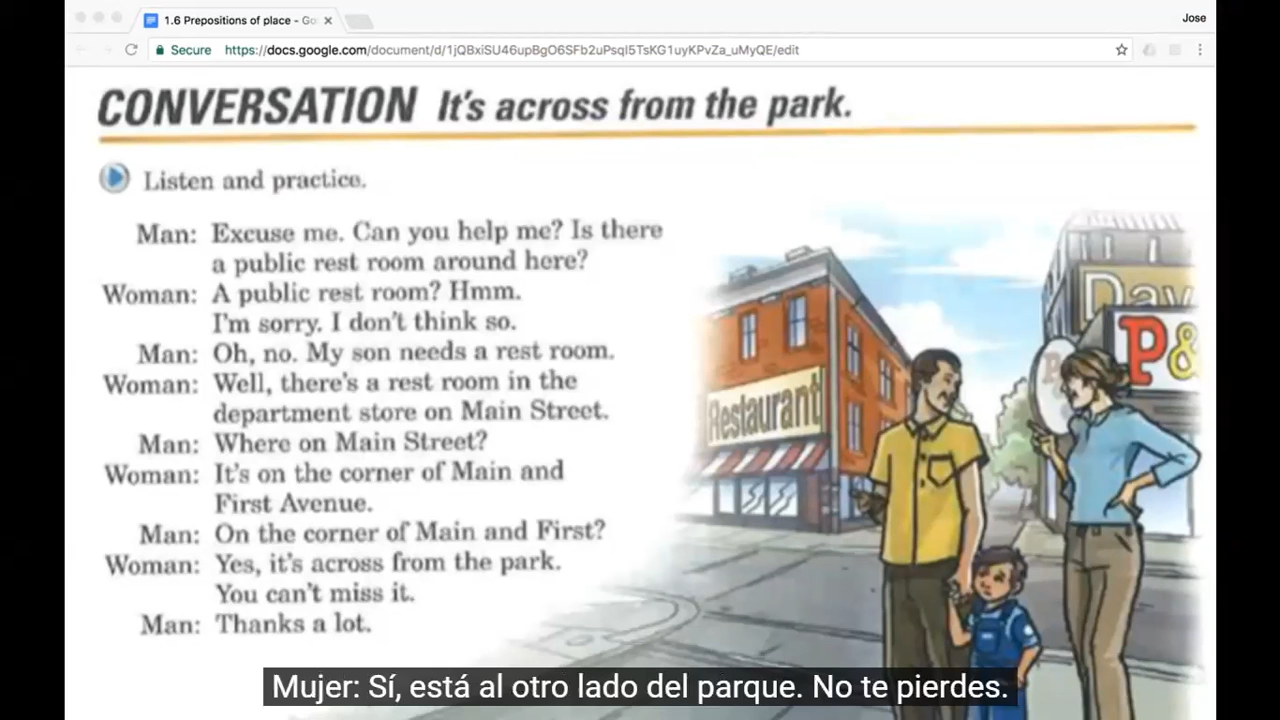 1.6 Prepositions of place - Go
Jose
Secure https://docs.google.com/document/d/1jQBxiSU46upBgO6SFb2uPsqI5TsKG1uyKPvZa_uMyQE/edit
CONVERSATION It's across from the park.
Listen and practice.
Man: Excuse me. Can you help me? Is there
a public rest room around here?
Woman: A public rest room? Hmm.
I'm sorry. I don't think so.
Man: Oh, no. My son needs a rest room.
Woman: Well, there's a rest room in the
department store on Main Street.
Man: Where on Main Street?
Woman: It's on the corner of Main and
First Avenue.
Man: On the corner of Main and First?
Woman: Yes, it's across from the park.
You can't miss it.
Man: Thanks a lot.
Restaurant
Dav
P&
P
Mujer: Sí, está al otro lado del parque. No te pierdes.